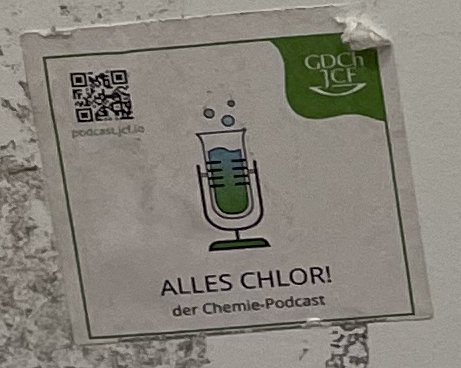 GDCh
JCF
podcast.jcf.io
ALLES CHLOR!
der Chemie-Podcast